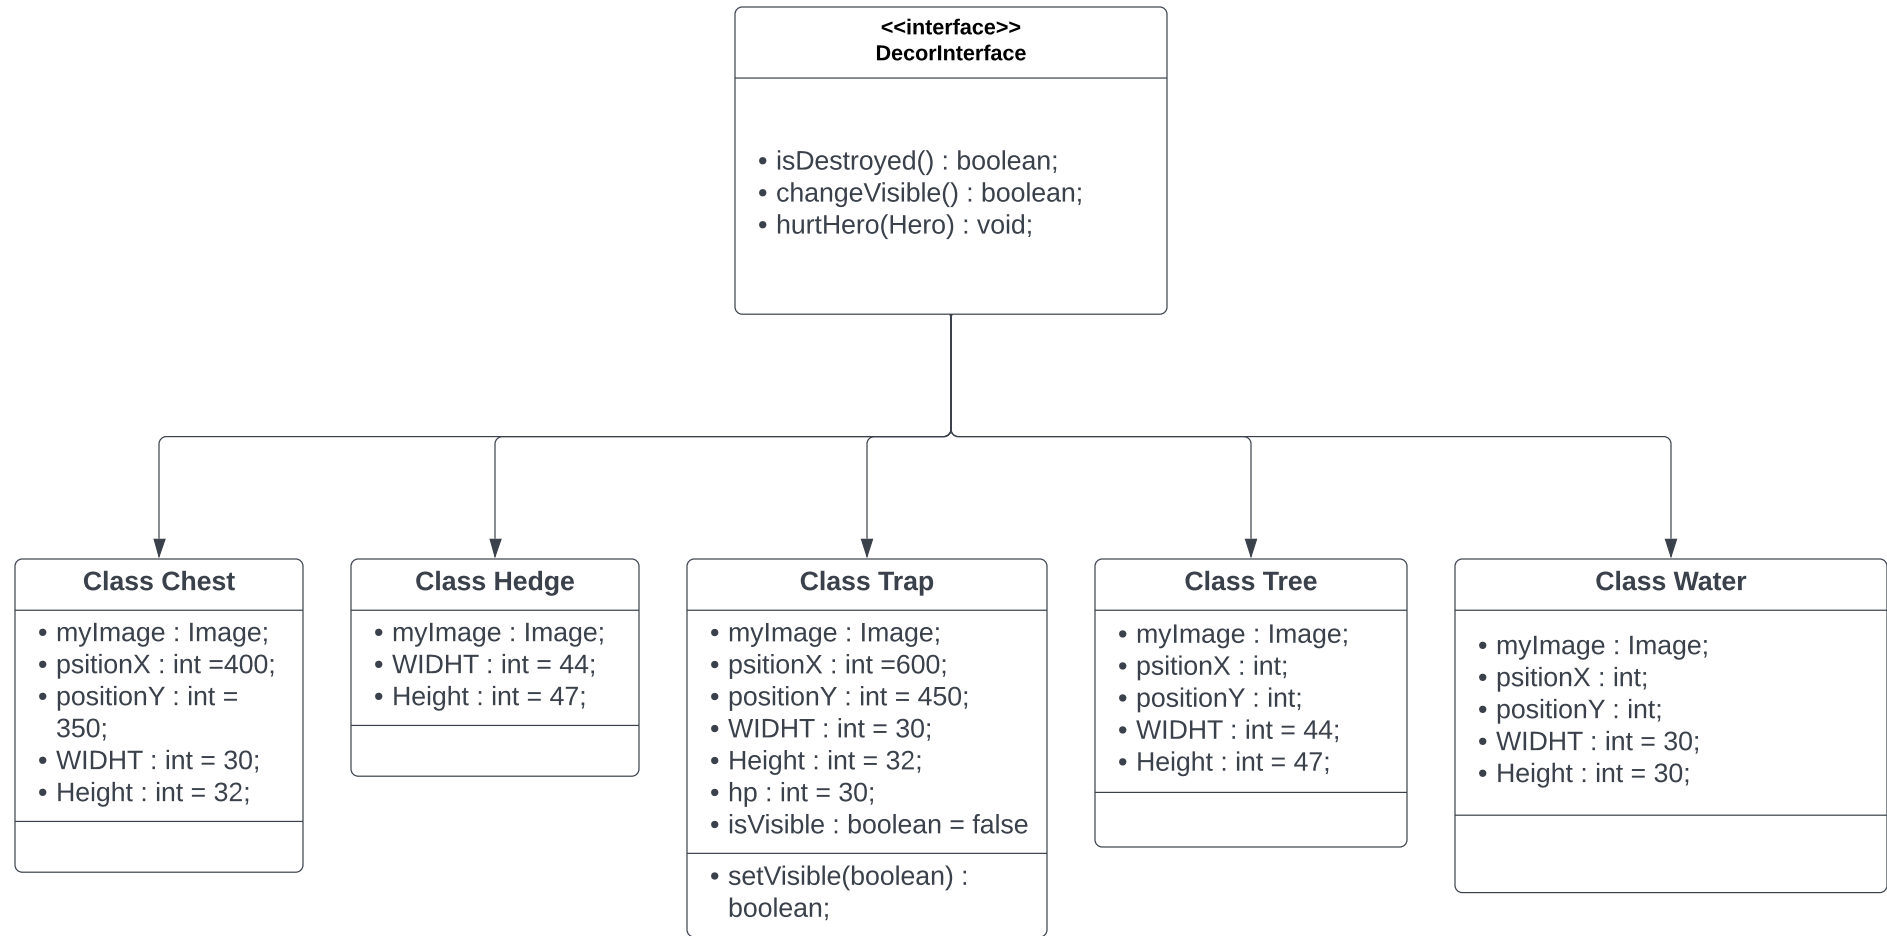 <<interface>>
DecorInterface
• isDestroyed() : boolean;
• changeVisible() : boolean;
• hurtHero(Hero) : void;
Class Chest
• myImage : Image;
• psitionX : int =400;
• positionY : int =
350;
• WIDHT : int = 30;
• Height : int = 32;
Class Hedge
• myImage : Image;
• WIDHT : int = 44;
• Height : int = 47;
Class Trap
• myImage : Image;
• psitionX : int =600;
• positionY : int = 450;
• WIDHT : int = 30;
• Height : int = 32;
• hp : int = 30;
• isVisible : boolean = false
• setVisible(boolean) :
boolean;
Class Tree
• myImage : Image;
• psitionX : int;
• positionY : int;
• WIDHT : int = 44;
• Height : int = 47;
Class Water
• myImage : Image;
• psitionX : int;
• positionY : int;
• WIDHT : int = 30;
• Height : int = 30;